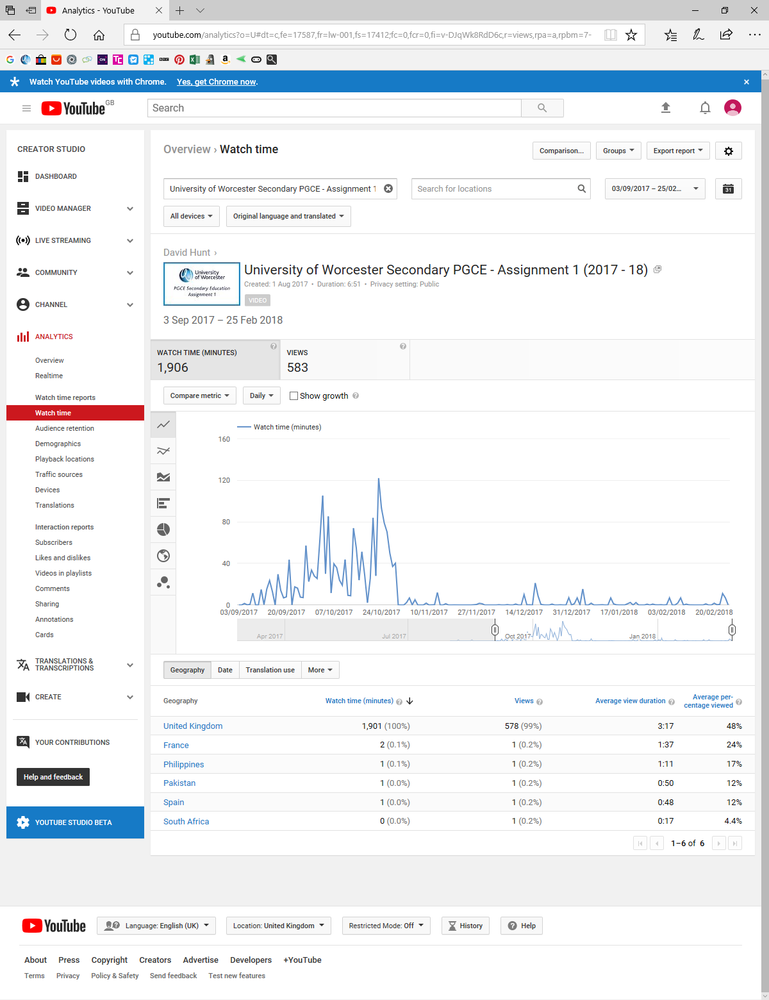 Analytics - YouTube
youtube.com/analytics?o=U#dt=c,fe=17587,fr=lw-001,fs=17412;fc=0,fcr=0,fi=v-DJqWk8RdD6c,r=views,rpa=a,rpbm=7-
Watch YouTube videos with Chrome. Yes, get Chrome now.
YouTube GB
Search
CREATOR STUDIO
DASHBOARD
VIDEO MANAGER
LIVE STREAMING
COMMUNITY
CHANNEL
ANALYTICS
Overview
Realtime
Watch time reports
Watch time
Audience retention
Demographics
Playback locations
Traffic sources
Devices
Translations
Interaction reports
Subscribers
Likes and dislikes
Videos in playlists
Comments
Sharing
Annotations
Cards
TRANSLATIONS &
TRANSCRIPTIONS
CREATE
YOUR CONTRIBUTIONS
Help and feedback
YOUTUBE STUDIO BETA
Overview › Watch time
Comparison... Groups Export report
University of Worcester Secondary PGCE - Assignment 1
Search for locations
03/09/2017 – 25/02...
31
All devices Original language and translated
David Hunt ›
University
of Worcester
PGCE Secondary Education
Assignment 1
University of Worcester Secondary PGCE - Assignment 1 (2017 - 18)
Created: 1 Aug 2017 • Duration: 6:51 • Privacy setting: Public
VIDEO
3 Sep 2017 – 25 Feb 2018
WATCH TIME (MINUTES) ?
1,906
VIEWS ?
583
Compare metric Daily Show growth ?
Watch time (minutes)
160
120
80
40
0
03/09/2017 20/09/2017 07/10/2017 24/10/2017 10/11/2017 27/11/2017 14/12/2017 31/12/2017 17/01/2018 03/02/2018 20/02/2018
Apr 2017 Jul 2017 Oct 2017 Jan 2018
Geography Date Translation use More
Geography Watch time (minutes) ? Views ? Average view duration ? Average per-
centage viewed ?
United Kingdom 1,901 (100%) 578 (99%) 3:17 48%
France 2 (0.1%) 1 (0.2%) 1:37 24%
Philippines 1 (0.1%) 1 (0.2%) 1:11 17%
Pakistan 1 (0.0%) 1 (0.2%) 0:50 12%
Spain 1 (0.0%) 1 (0.2%) 0:48 12%
South Africa 0 (0.0%) 1 (0.2%) 0:17 4.4%
1–6 of 6
YouTube Language: English (UK) Location: United Kingdom Restricted Mode: Off History Help
About Press Copyright Creators Advertise Developers +YouTube
Terms Privacy Policy & Safety Send feedback Test new features